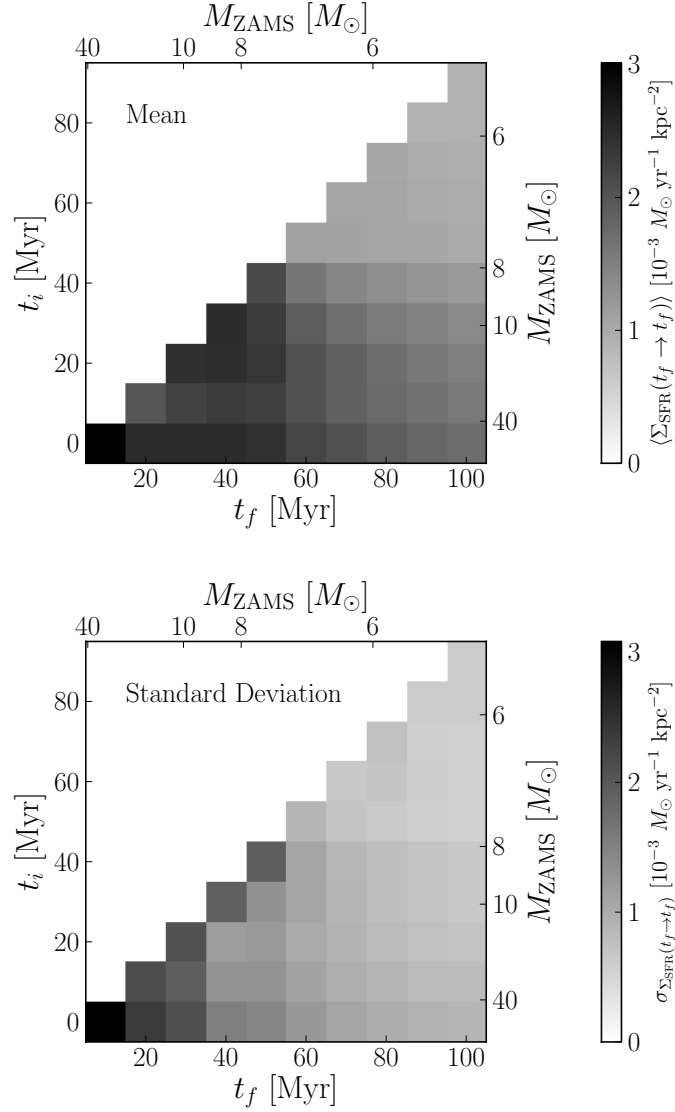 M_ZAMS [M_⊙]
40 10 8 6
Mean
80
60
40
20
0
t_i [Myr]
6
8
10
40
M_ZAMS [M_⊙]
20 40 60 80 100
t_f [Myr]
3
2
1
0
⟨Σ_SFR(t_f → t_f)⟩ [10^−3 M_⊙ yr^−1 kpc^−2]
M_ZAMS [M_⊙]
40 10 8 6
Standard Deviation
80
60
40
20
0
t_i [Myr]
6
8
10
40
M_ZAMS [M_⊙]
20 40 60 80 100
t_f [Myr]
3
2
1
0
σ_Σ_SFR(t_f→t_f) [10^−3 M_⊙ yr^−1 kpc^−2]